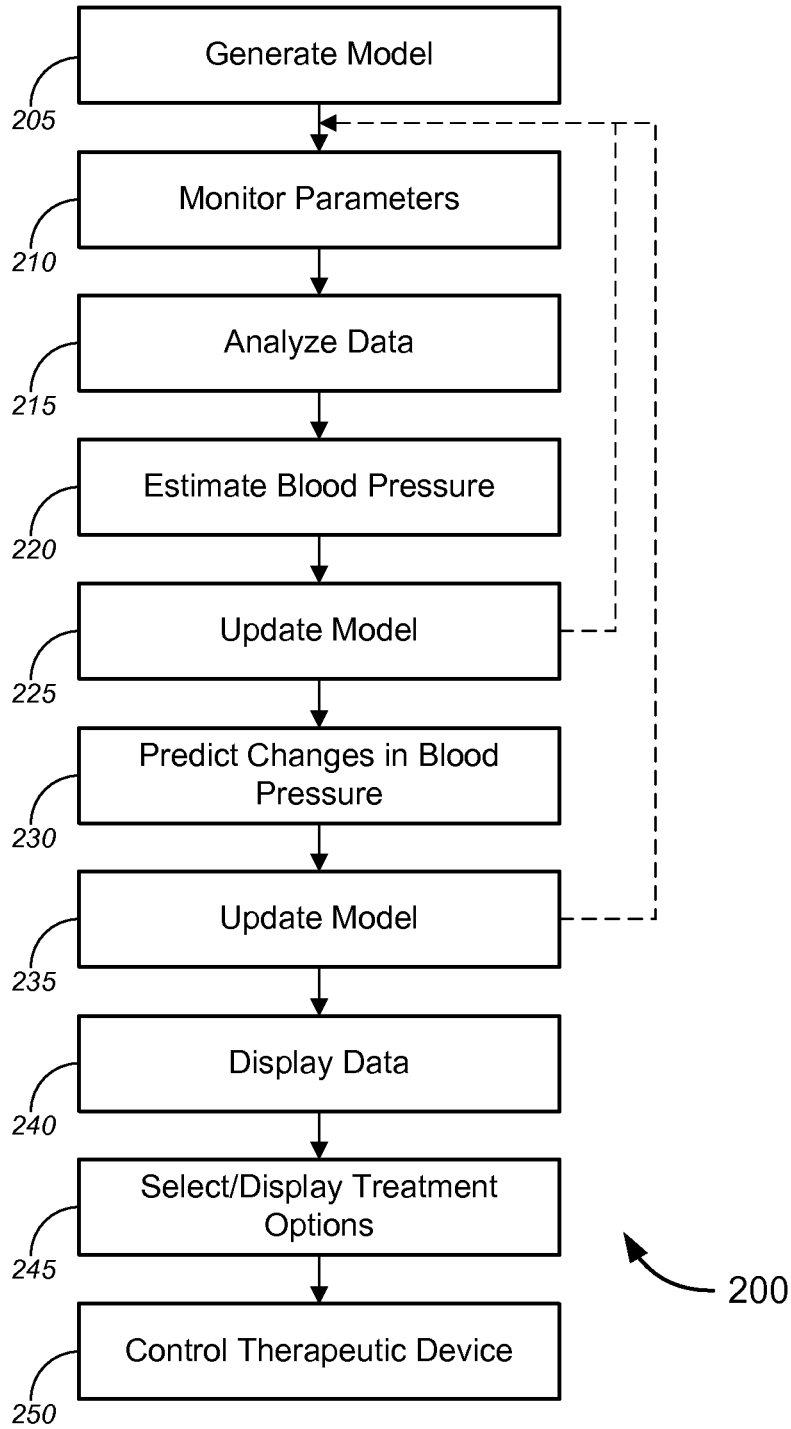 Generate Model
205
Monitor Parameters
210
Analyze Data
215
Estimate Blood Pressure
220
Update Model
225
Predict Changes in Blood
Pressure
230
Update Model
235
Display Data
240
Select/Display Treatment
Options
245
200
Control Therapeutic Device
250